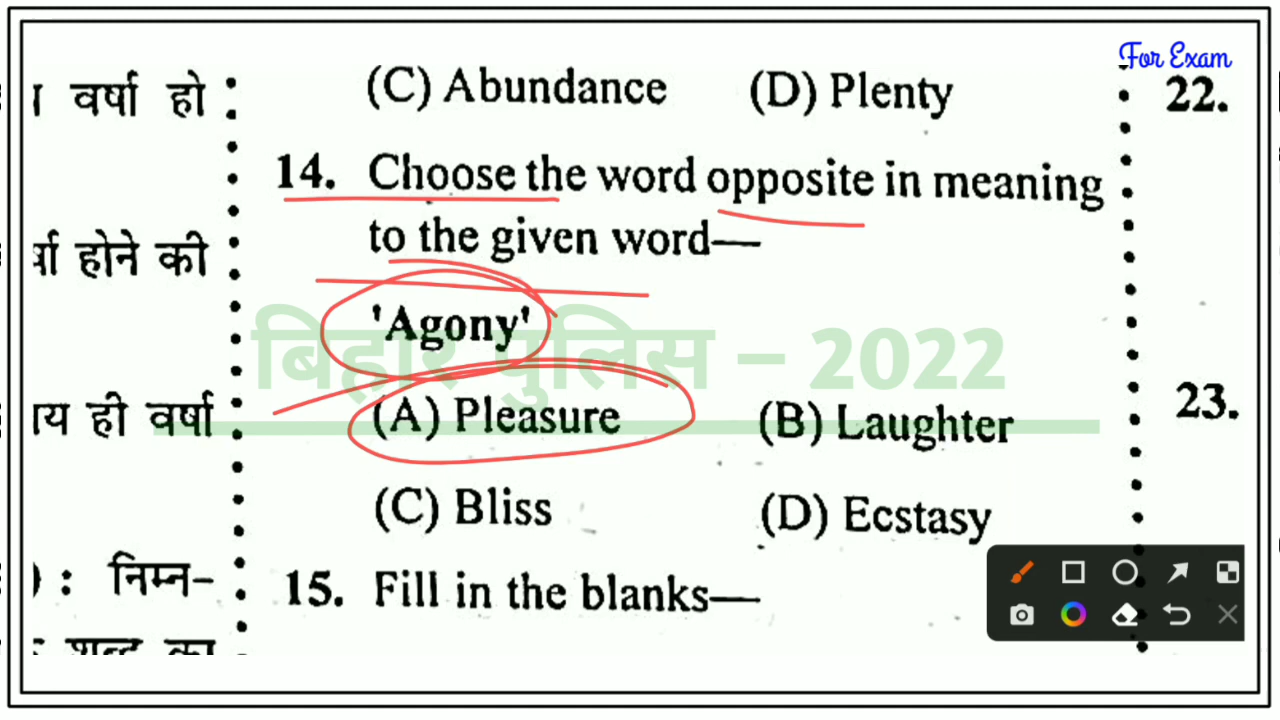 For Exam
वर्षा हो
होने की
ही वर्षा
: निम्न-
(C) Abundance (D) Plenty
14. Choose the word opposite in meaning
to the given word—
'Agony'
(A) Pleasure (B) Laughter
(C) Bliss (D) Ecstasy
15. Fill in the blanks—
बिहार पुलिस – 2022
22.
23.